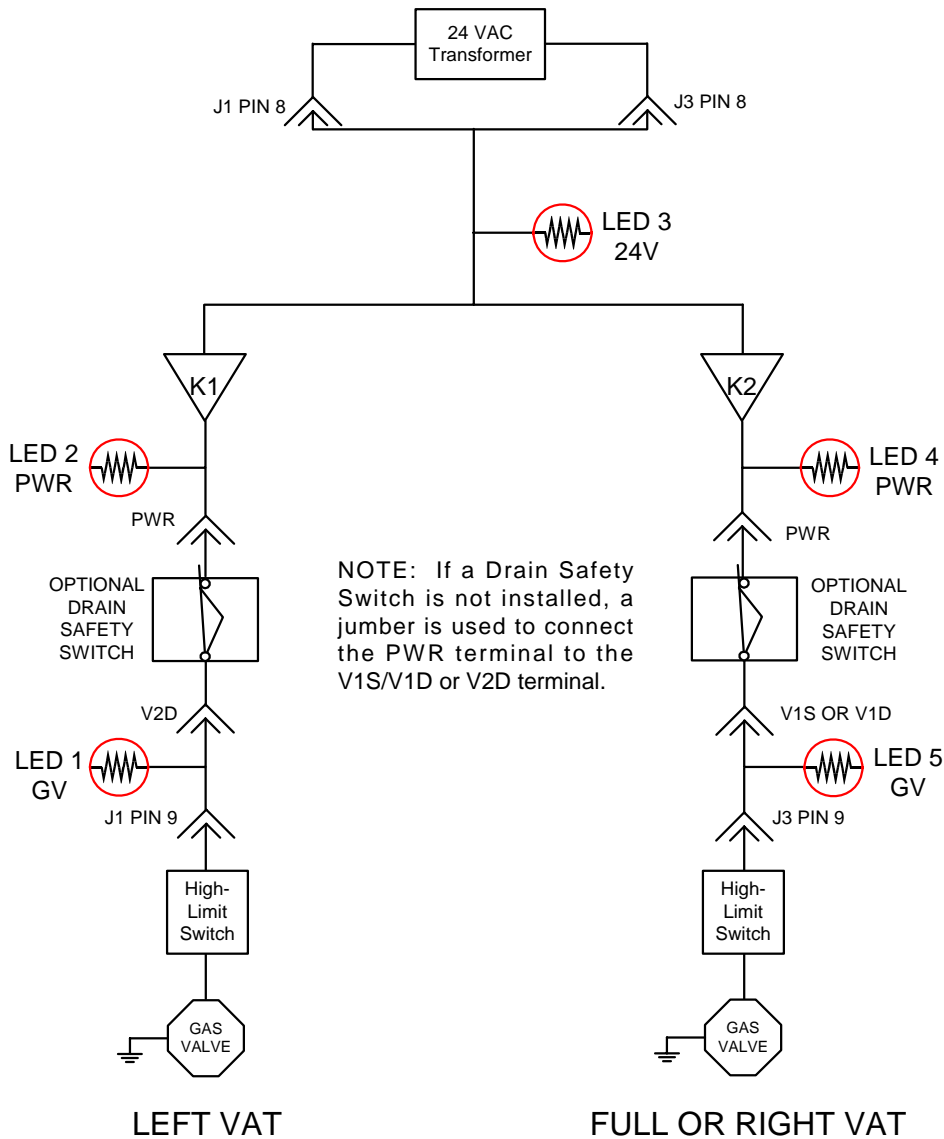 24 VAC
Transformer
J1 PIN 8
J3 PIN 8
LED 3
24V
K1
K2
LED 2
PWR
LED 4
PWR
PWR
PWR
OPTIONAL
DRAIN
SAFETY
SWITCH
NOTE: If a Drain Safety
Switch is not installed, a
jumber is used to connect
the PWR terminal to the
V1S/V1D or V2D terminal.
OPTIONAL
DRAIN
SAFETY
SWITCH
V2D
V1S OR V1D
LED 1
GV
LED 5
GV
J1 PIN 9
J3 PIN 9
High-
Limit
Switch
High-
Limit
Switch
GAS
VALVE
GAS
VALVE
LEFT VAT
FULL OR RIGHT VAT